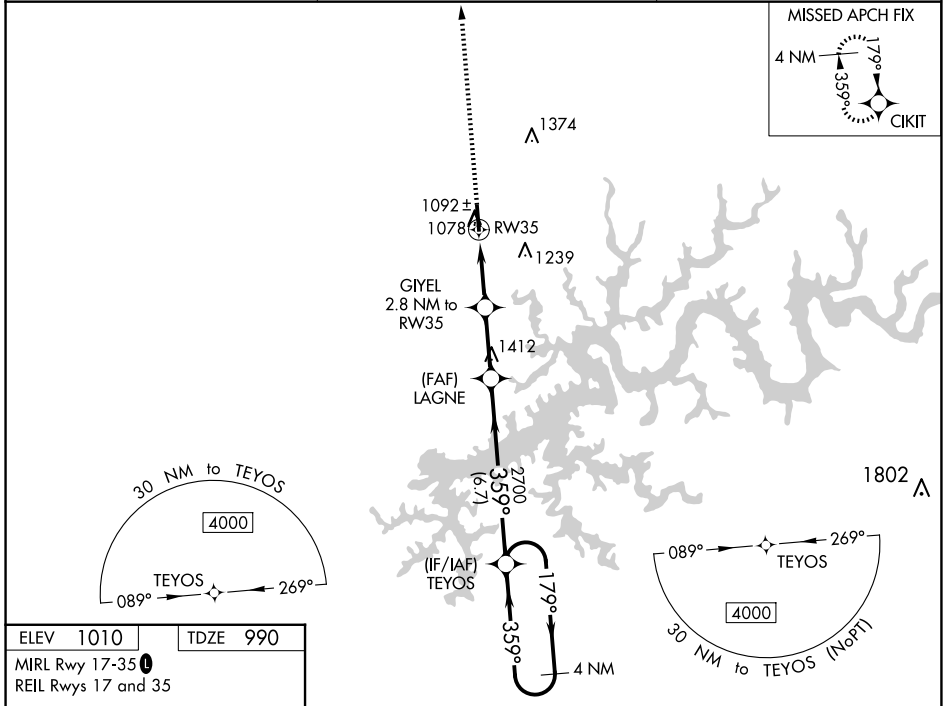 MISSED APCH FIX
4 NM
179°
359°
CIKIT
1374
1092±
1078
RW35
1239
GIYEL
2.8 NM to
RW35
1412
(FAF)
LAGNE
2700
359°
(6.7)
1802
30 NM to TEYOS
4000
TEYOS
089°
269°
(IF/IAF)
TEYOS
179°
359°
4 NM
089°
269°
TEYOS
4000
30 NM to TEYOS (NoPT)
ELEV 1010
TDZE 990
MIRL Rwy 17-35 L
REIL Rwys 17 and 35